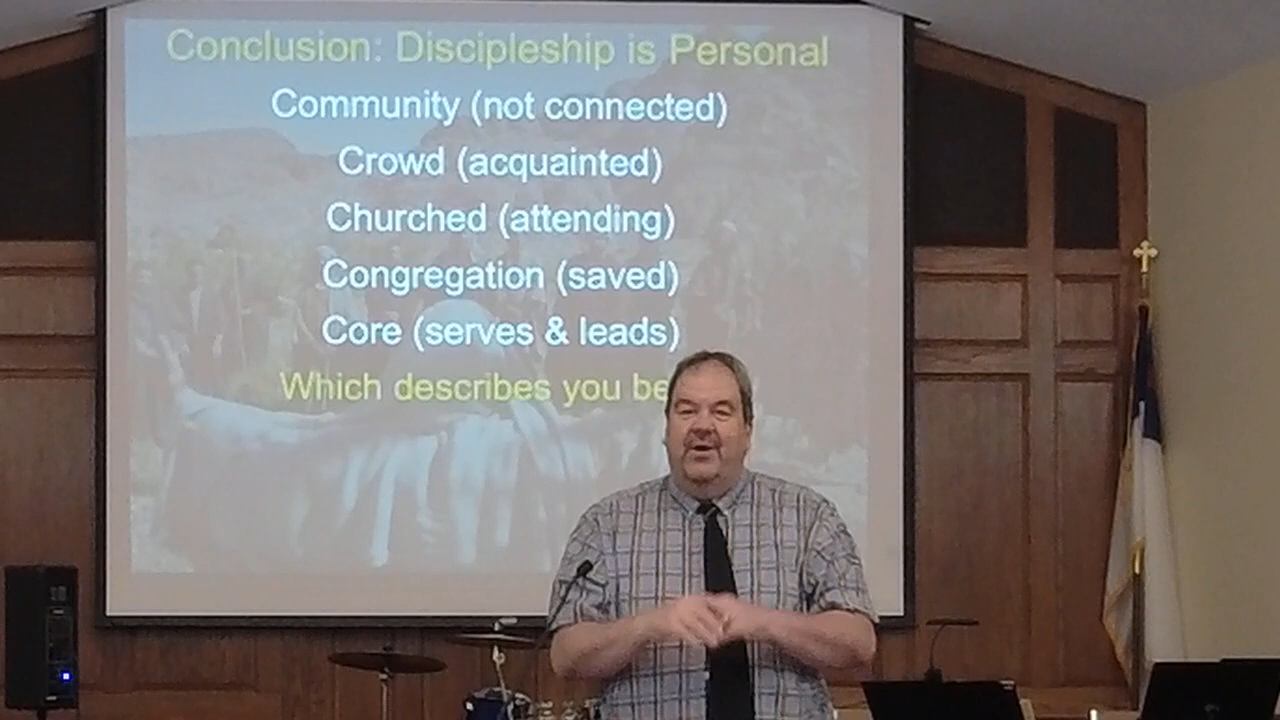 Conclusion: Discipleship is Personal
Community (not connected)
Crowd (acquainted)
Churched (attending)
Congregation (saved)
Core (serves & leads)
Which describes you